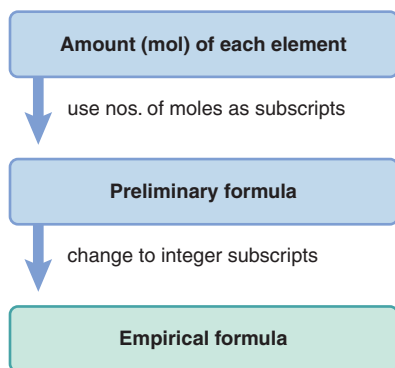 Amount (mol) of each element
use nos. of moles as subscripts
Preliminary formula
change to integer subscripts
Empirical formula